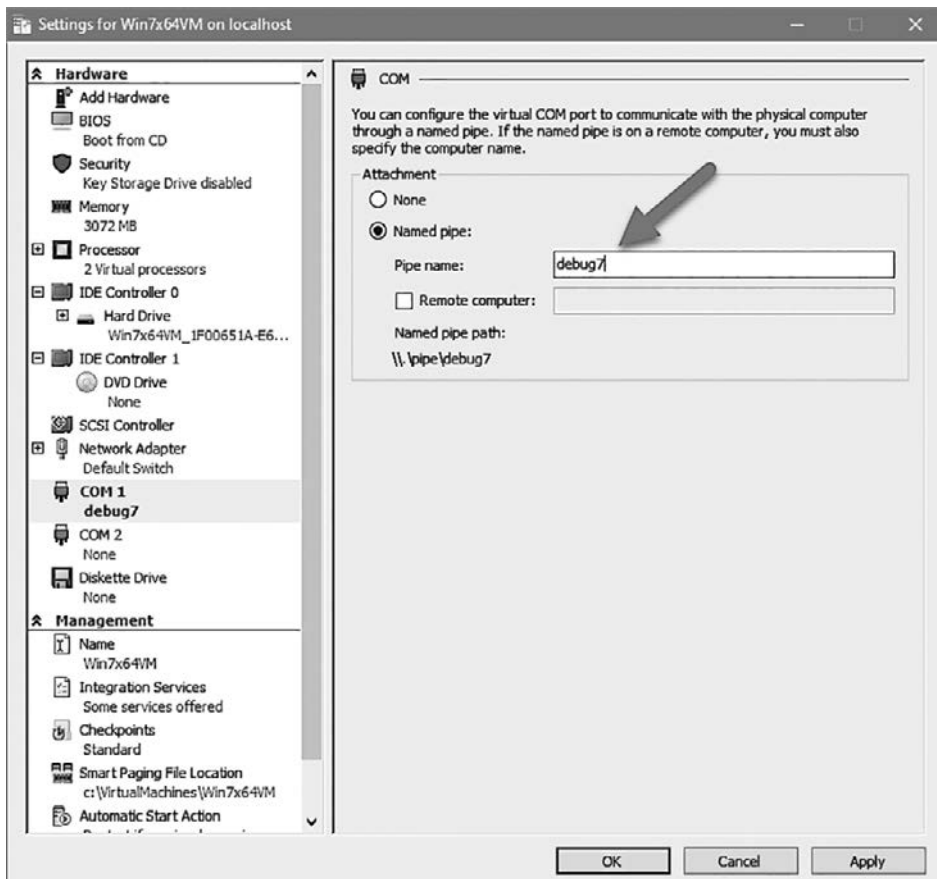 Settings for Win7x64VM on localhost
Hardware
Add Hardware
BIOS
Boot from CD
Security
Key Storage Drive disabled
Memory
3072 MB
Processor
2 Virtual processors
IDE Controller 0
Hard Drive
Win7x64VM_1F00651A-E6...
IDE Controller 1
DVD Drive
None
SCSI Controller
Network Adapter
Default Switch
COM 1
debug7
COM 2
None
Diskette Drive
None
Management
Name
Win7x64VM
Integration Services
Some services offered
Checkpoints
Standard
Smart Paging File Location
c:\VirtualMachines\Win7x64VM
Automatic Start Action
COM
You can configure the virtual COM port to communicate with the physical computer
through a named pipe. If the named pipe is on a remote computer, you must also
specify the computer name.
Attachment
None
Named pipe:
Pipe name:
debug7
Remote computer:
Named pipe path:
\\.\pipe\debug7
OK
Cancel
Apply